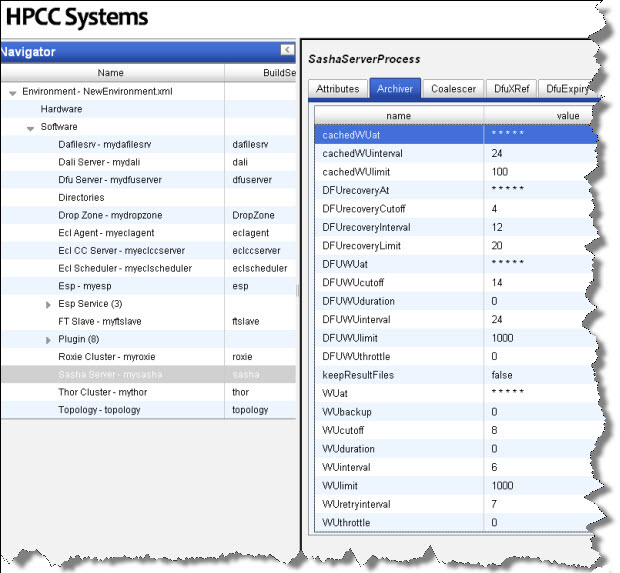 HPCC Systems
Navigator
Name BuildSe
Environment - NewEnvironment.xml
Hardware
Software
Dafilesrv - mydafilesrv dafilesrv
Dali Server - mydali dali
Dfu Server - mydfuserver dfuserver
Directories
Drop Zone - mydropzone DropZone
Ecl Agent - myeclagent eclagent
Ecl CC Server - myeclccserver eclccserver
Ecl Scheduler - myeclscheduler eclscheduler
Esp - myesp esp
Esp Service (3)
FT Slave - myftslave ftslave
Plugin (8)
Roxie Cluster - myroxie roxie
Sasha Server - mysasha sasha
Thor Cluster - mythor thor
Topology - topology topology
SashaServerProcess
Attributes Archiver Coalescer DfuXRef DfuExpiry
name value
cachedWUat * * * * *
cachedWUinterval 24
cachedWUlimit 100
DFUrecoveryAt * * * * *
DFUrecoveryCutoff 4
DFUrecoveryInterval 12
DFUrecoveryLimit 20
DFUWUat * * * * *
DFUWUcutoff 14
DFUWUduration 0
DFUWUinterval 24
DFUWUlimit 1000
DFUWUthrottle 0
keepResultFiles false
WUat * * * * *
WUbackup 0
WUcutoff 8
WUduration 0
WUinterval 6
WUlimit 1000
WUretryinterval 7
WUthrottle 0